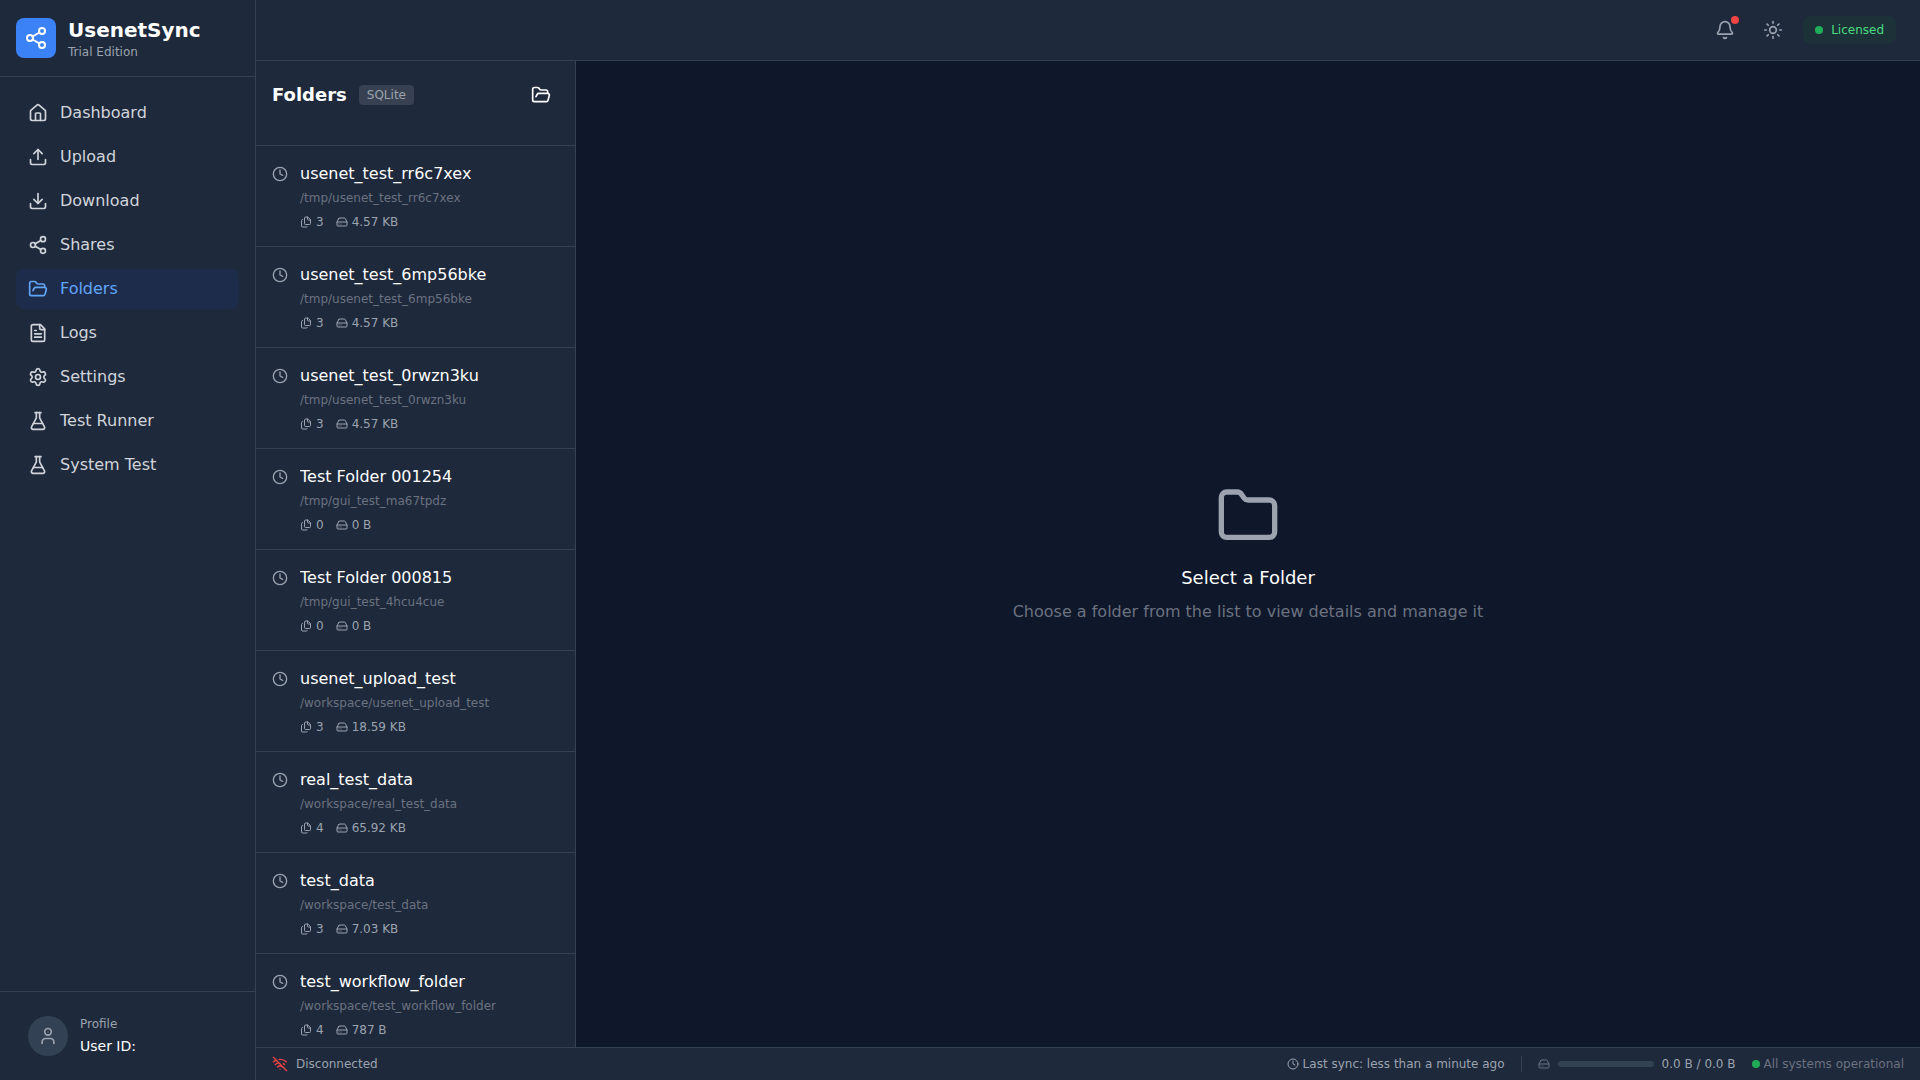 UsenetSync
Trial Edition
Dashboard
Upload
Download
Shares
Folders
Logs
Settings
Test Runner
System Test
Profile
User ID:
Licensed
Folders SQLite
usenet_test_rr6c7xex
/tmp/usenet_test_rr6c7xex
3 4.57 KB
usenet_test_6mp56bke
/tmp/usenet_test_6mp56bke
3 4.57 KB
usenet_test_0rwzn3ku
/tmp/usenet_test_0rwzn3ku
3 4.57 KB
Test Folder 001254
/tmp/gui_test_ma67tpdz
0 0 B
Test Folder 000815
/tmp/gui_test_4hcu4cue
0 0 B
usenet_upload_test
/workspace/usenet_upload_test
3 18.59 KB
real_test_data
/workspace/real_test_data
4 65.92 KB
test_data
/workspace/test_data
3 7.03 KB
test_workflow_folder
/workspace/test_workflow_folder
4 787 B
Select a Folder
Choose a folder from the list to view details and manage it
Disconnected
Last sync: less than a minute ago
0.0 B / 0.0 B
All systems operational